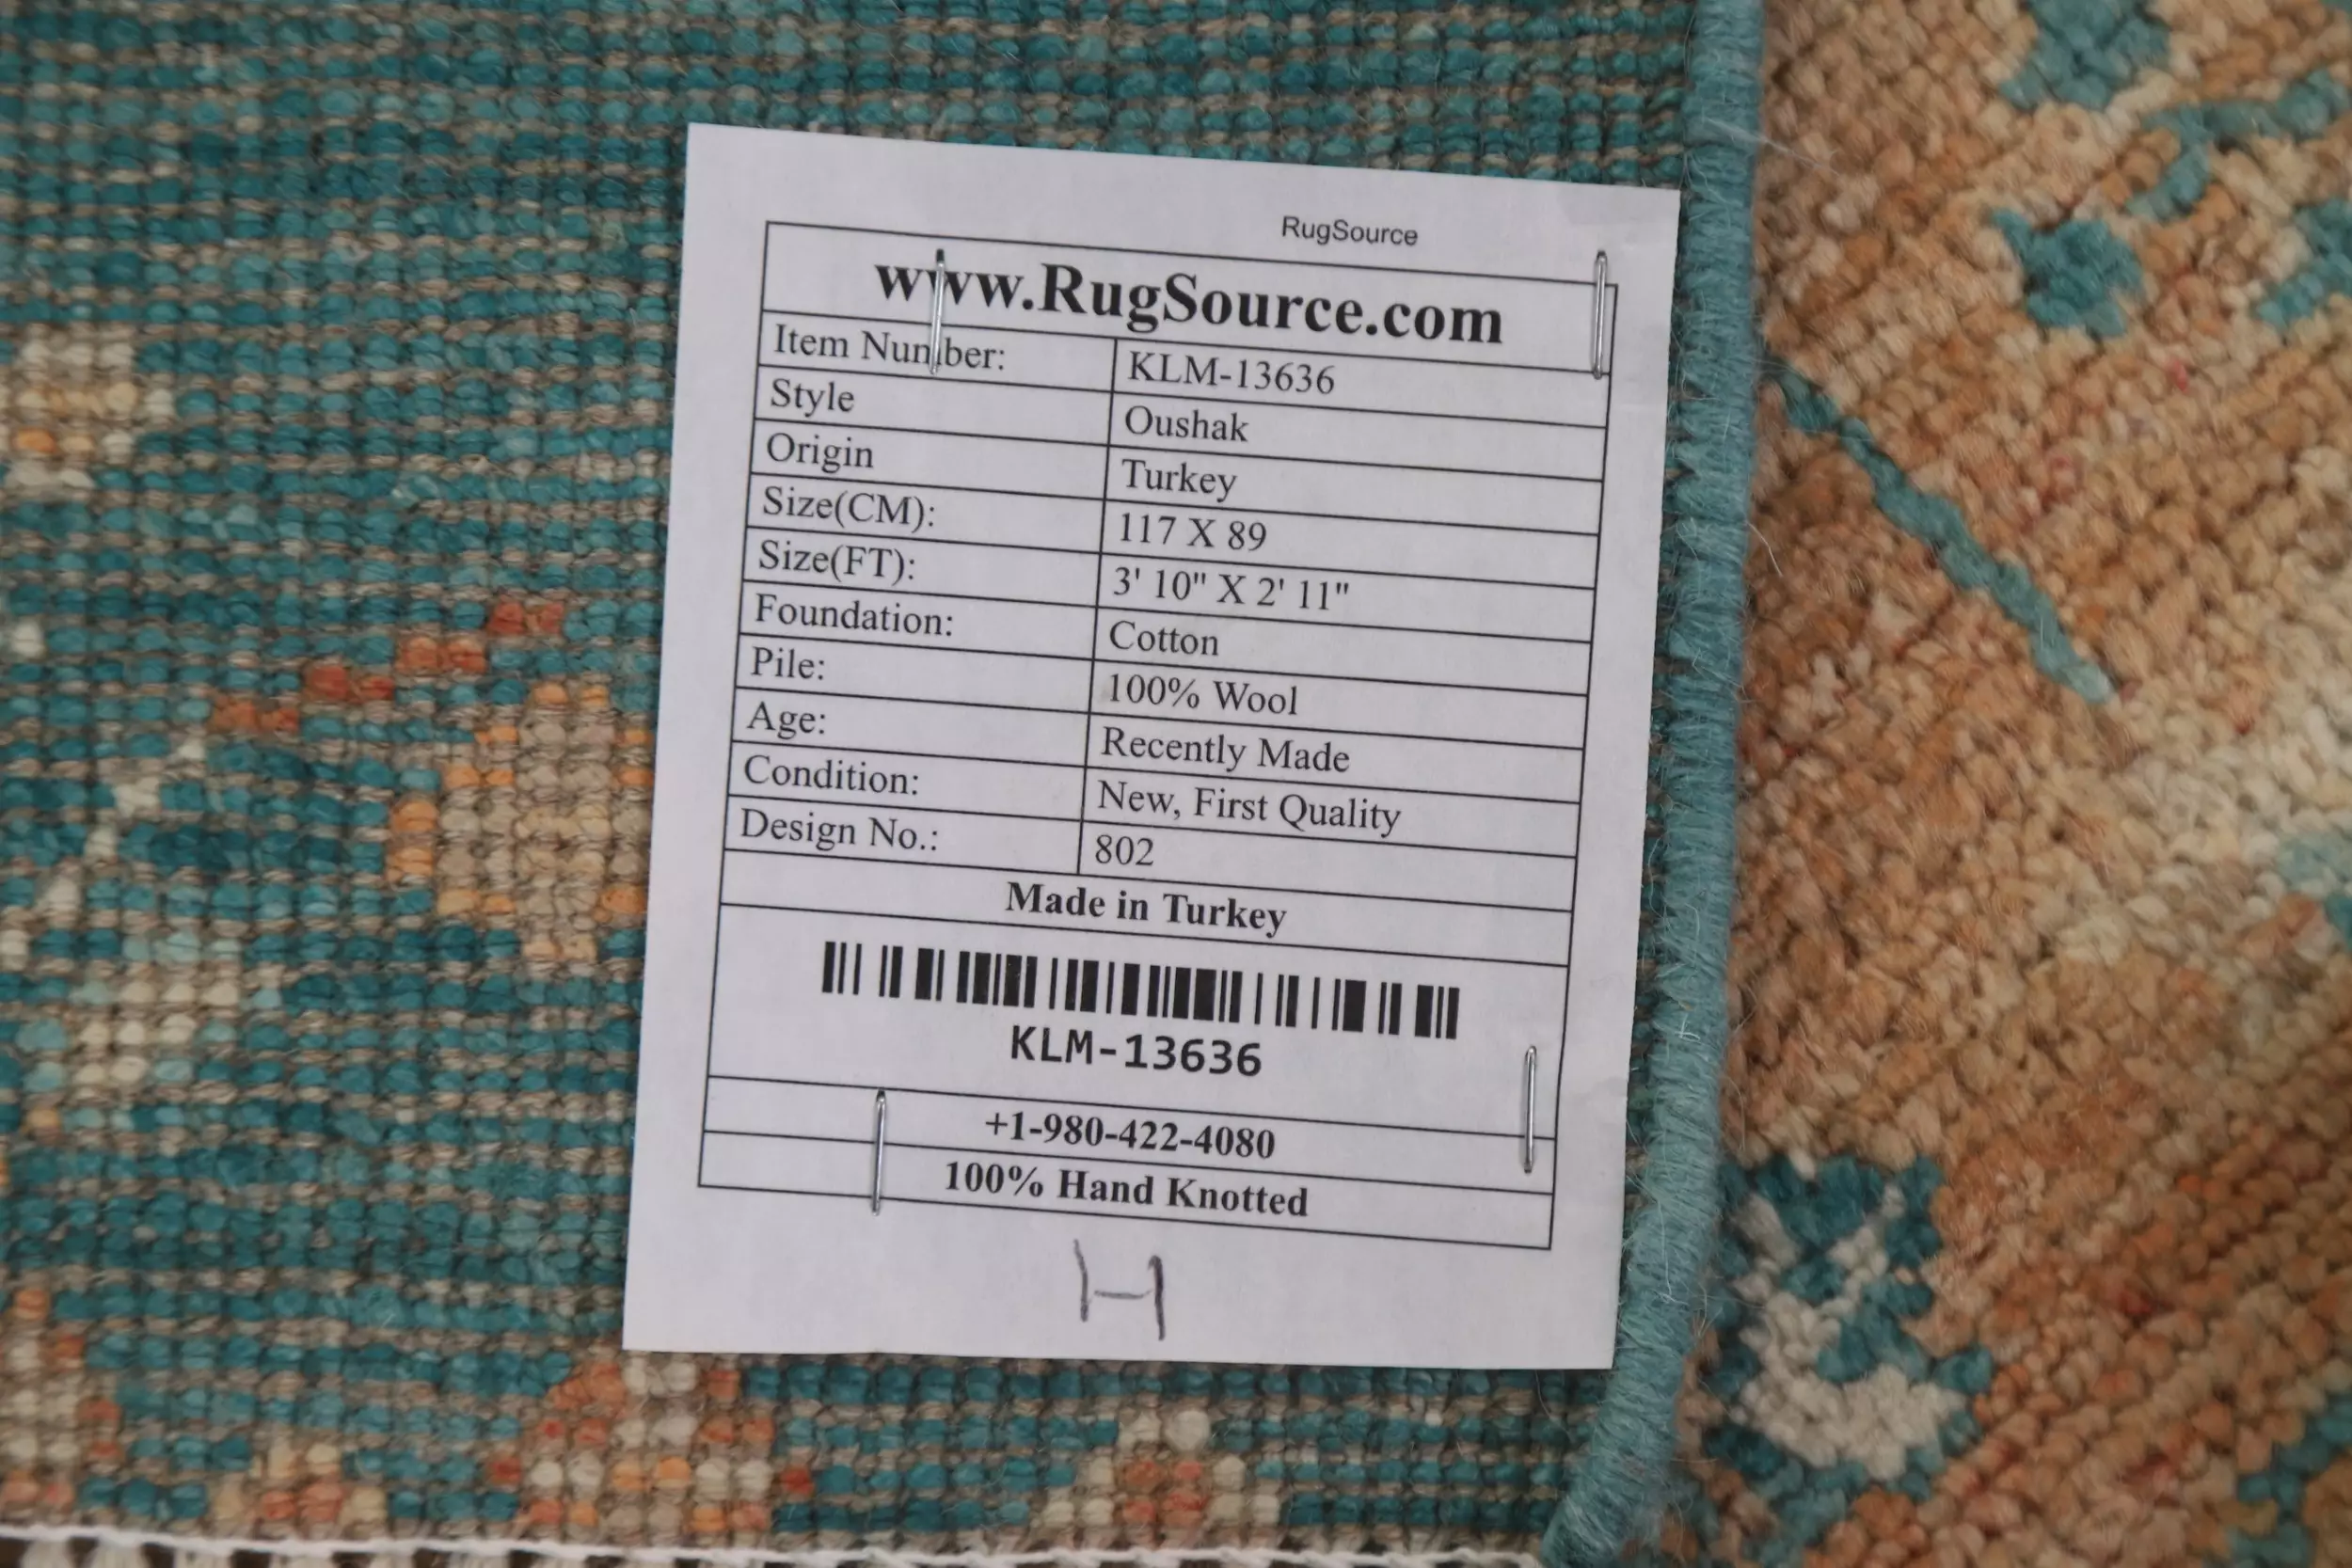 RugSource
www.RugSource.com
Item Number: KLM-13636
Style Oushak
Origin Turkey
Size(CM): 117 X 89
Size(FT): 3' 10" X 2' 11"
Foundation: Cotton
Pile: 100% Wool
Age: Recently Made
Condition: New, First Quality
Design No.: 802
Made in Turkey
KLM-13636
+1-980-422-4080
100% Hand Knotted
H